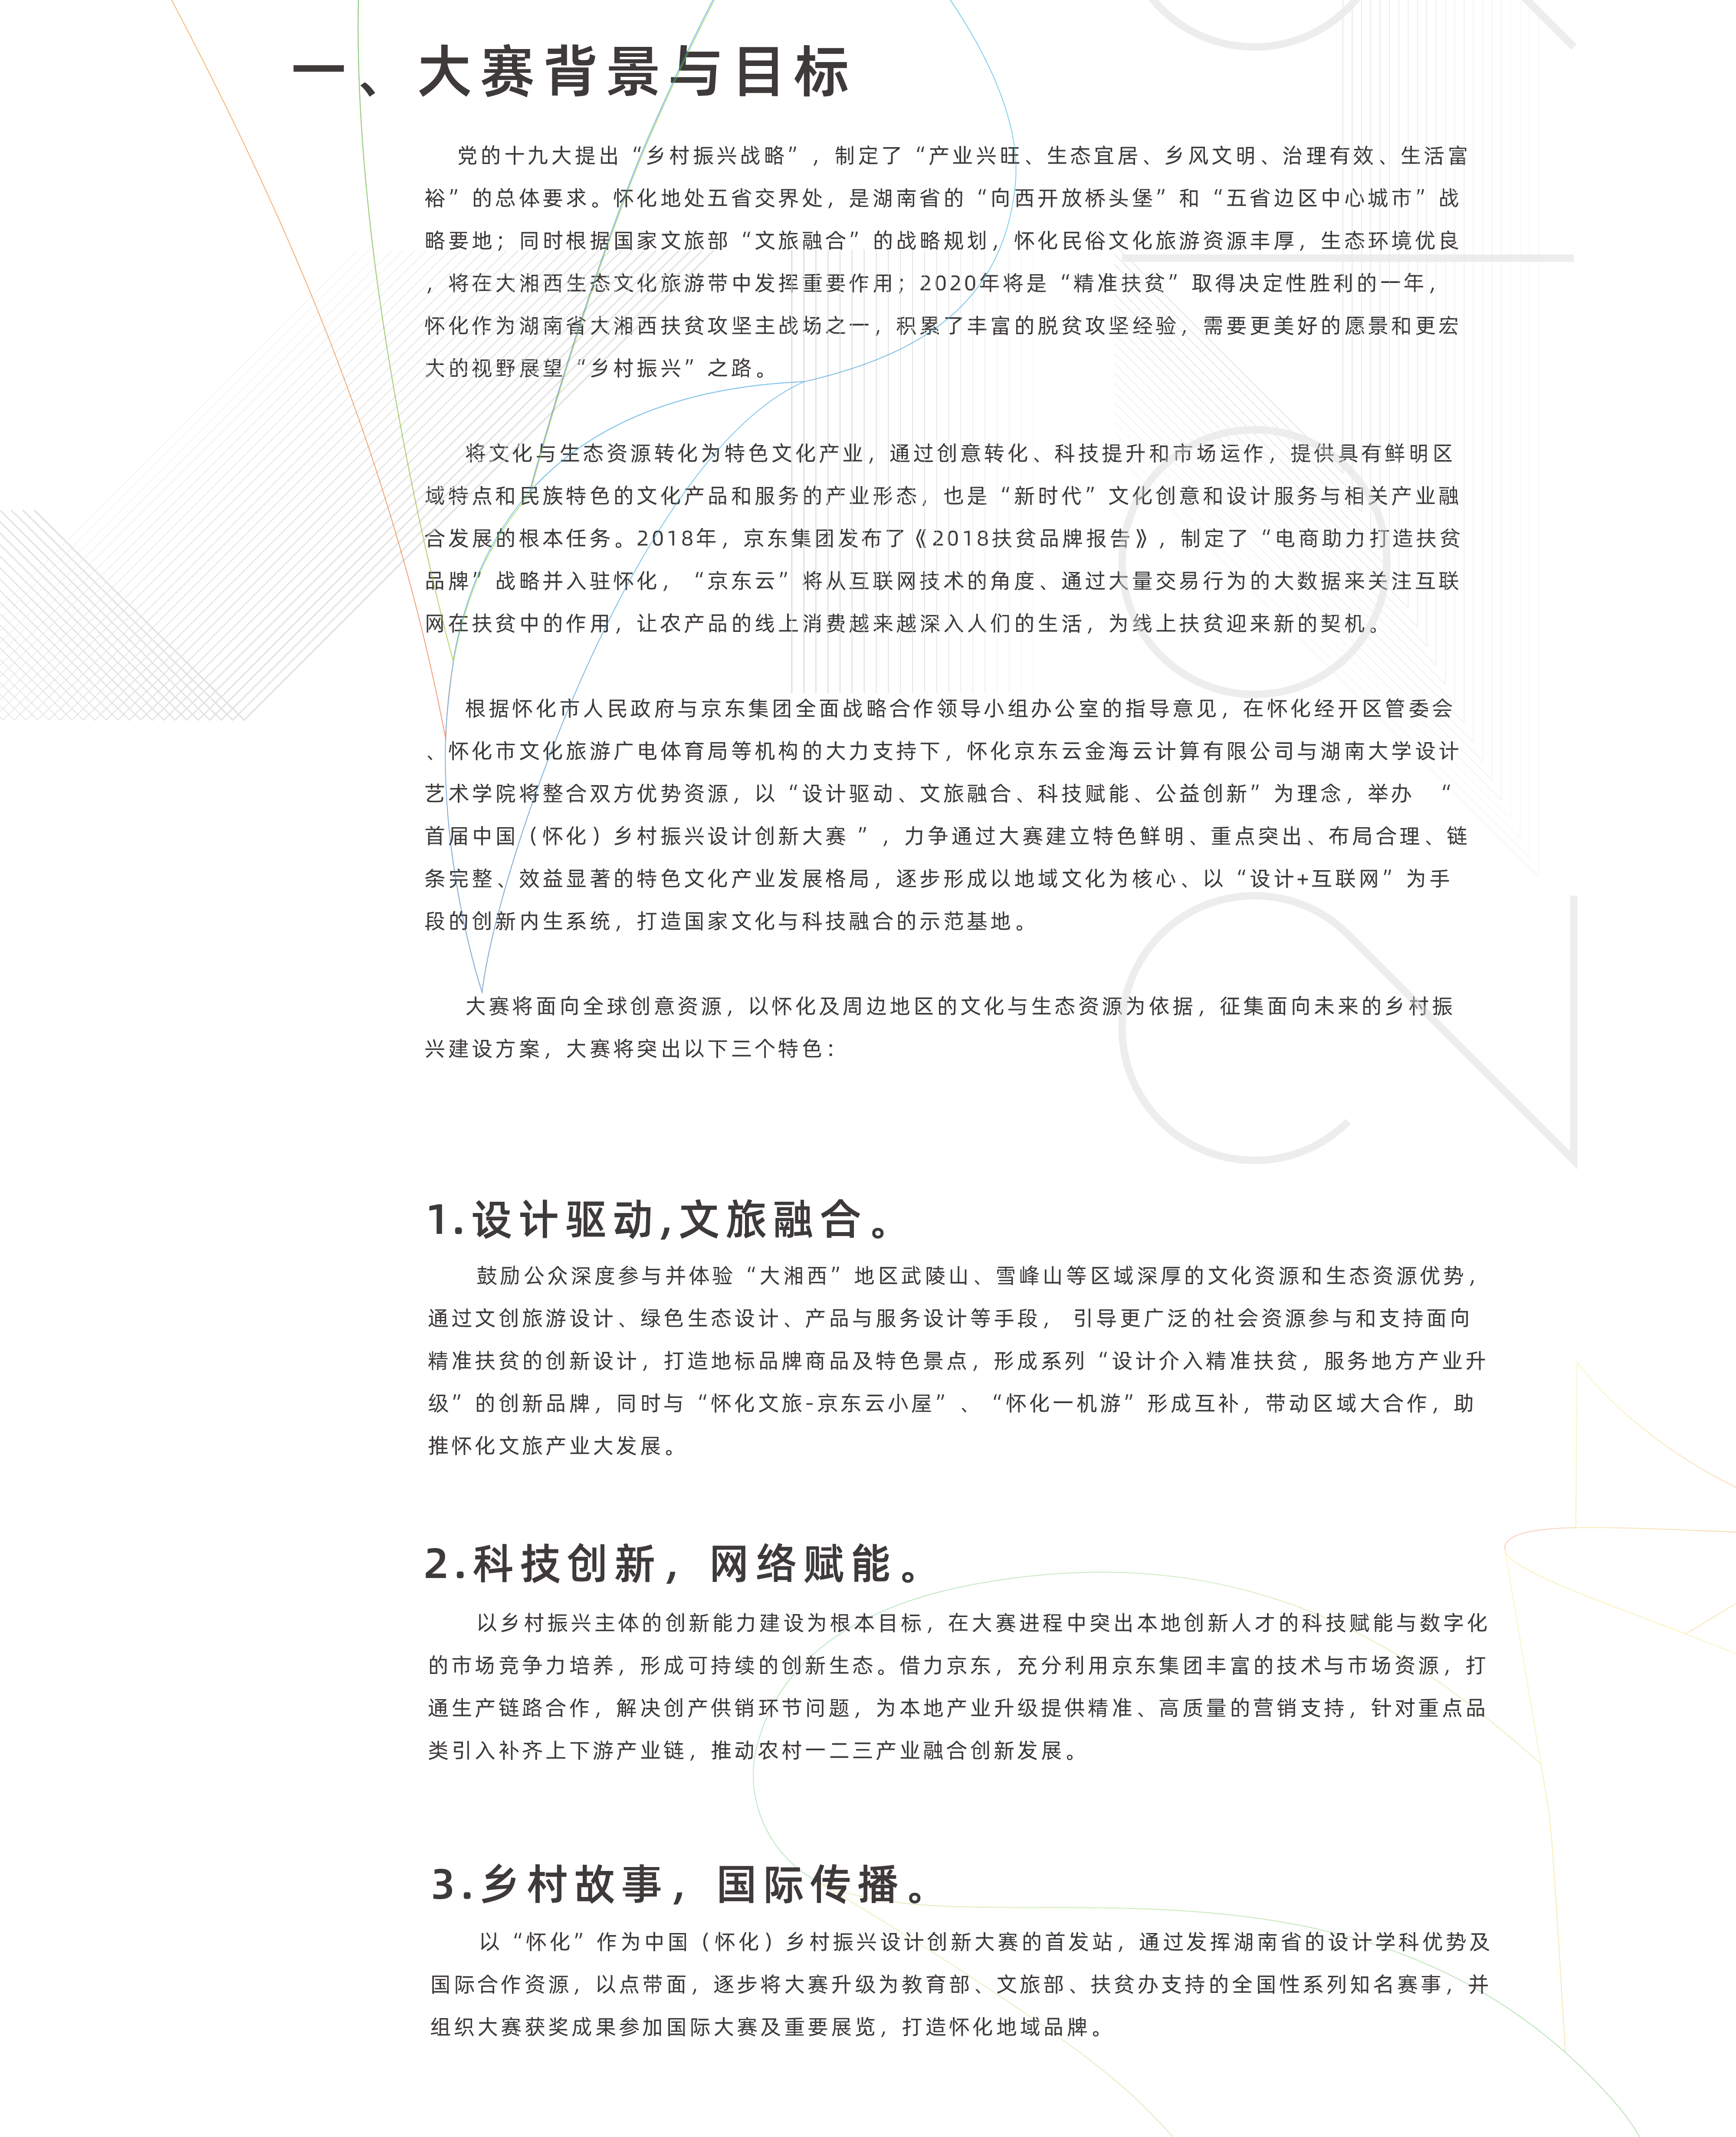 一、大赛背景与目标
党的十九大提出“乡村振兴战略”，制定了“产业兴旺、生态宜居、乡风文明、治理有效、生活富
裕”的总体要求。怀化地处五省交界处，是湖南省的“向西开放桥头堡”和“五省边区中心城市”战
略要地；同时根据国家文旅部“文旅融合”的战略规划，怀化民俗文化旅游资源丰厚，生态环境优良
，将在大湘西生态文化旅游带中发挥重要作用；2020年将是“精准扶贫”取得决定性胜利的一年，
怀化作为湖南省大湘西扶贫攻坚主战场之一，积累了丰富的脱贫攻坚经验，需要更美好的愿景和更宏
大的视野展望“乡村振兴”之路。
将文化与生态资源转化为特色文化产业，通过创意转化、科技提升和市场运作，提供具有鲜明区
域特点和民族特色的文化产品和服务的产业形态，也是“新时代”文化创意和设计服务与相关产业融
合发展的根本任务。2018年，京东集团发布了《2018扶贫品牌报告》，制定了“电商助力打造扶贫
品牌”战略并入驻怀化，“京东云”将从互联网技术的角度、通过大量交易行为的大数据来关注互联
网在扶贫中的作用，让农产品的线上消费越来越深入人们的生活，为线上扶贫迎来新的契机。
根据怀化市人民政府与京东集团全面战略合作领导小组办公室的指导意见，在怀化经开区管委会
、怀化市文化旅游广电体育局等机构的大力支持下，怀化京东云金海云计算有限公司与湖南大学设计
艺术学院将整合双方优势资源，以“设计驱动、文旅融合、科技赋能、公益创新”为理念，举办 “
首届中国（怀化）乡村振兴设计创新大赛 ”，力争通过大赛建立特色鲜明、重点突出、布局合理、链
条完整、效益显著的特色文化产业发展格局，逐步形成以地域文化为核心、以“设计+互联网”为手
段的创新内生系统，打造国家文化与科技融合的示范基地。
大赛将面向全球创意资源，以怀化及周边地区的文化与生态资源为依据，征集面向未来的乡村振
兴建设方案，大赛将突出以下三个特色：
1.设计驱动,文旅融合。
鼓励公众深度参与并体验“大湘西”地区武陵山、雪峰山等区域深厚的文化资源和生态资源优势，
通过文创旅游设计、绿色生态设计、产品与服务设计等手段， 引导更广泛的社会资源参与和支持面向
精准扶贫的创新设计，打造地标品牌商品及特色景点，形成系列“设计介入精准扶贫，服务地方产业升
级”的创新品牌，同时与“怀化文旅-京东云小屋”、“怀化一机游”形成互补，带动区域大合作，助
推怀化文旅产业大发展。
2.科技创新，网络赋能。
以乡村振兴主体的创新能力建设为根本目标，在大赛进程中突出本地创新人才的科技赋能与数字化
的市场竞争力培养，形成可持续的创新生态。借力京东，充分利用京东集团丰富的技术与市场资源，打
通生产链路合作，解决创产供销环节问题，为本地产业升级提供精准、高质量的营销支持，针对重点品
类引入补齐上下游产业链，推动农村一二三产业融合创新发展。
3.乡村故事，国际传播。
以“怀化”作为中国（怀化）乡村振兴设计创新大赛的首发站，通过发挥湖南省的设计学科优势及
国际合作资源，以点带面，逐步将大赛升级为教育部、文旅部、扶贫办支持的全国性系列知名赛事，并
组织大赛获奖成果参加国际大赛及重要展览，打造怀化地域品牌。